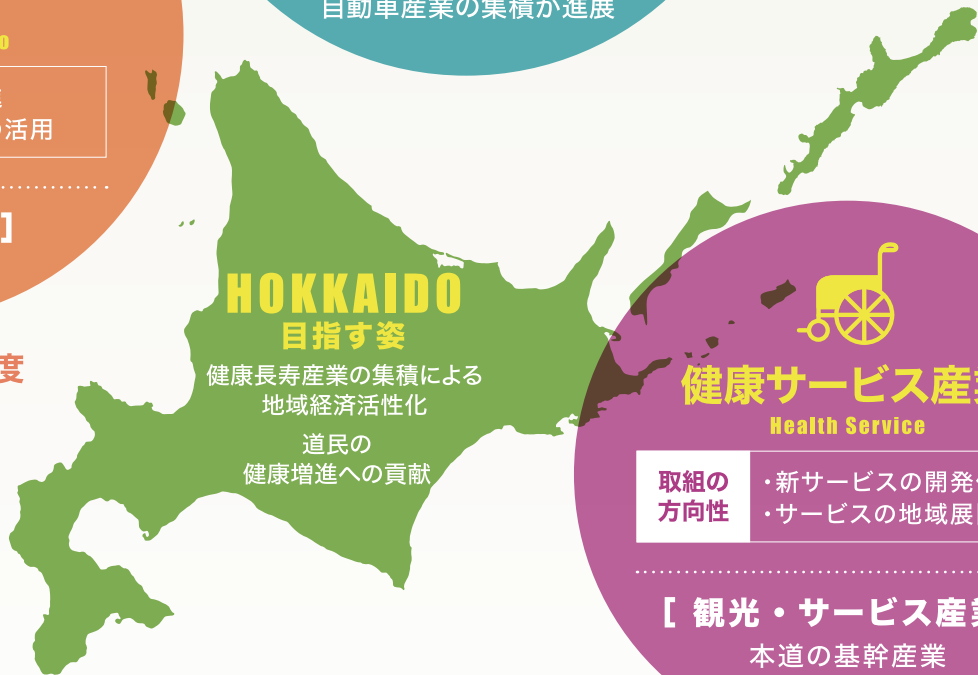 自動車産業の集積が進展
の活用
]
度
HOKKAIDO
目指す姿
健康長寿産業の集積による
地域経済活性化
道民の
健康増進への貢献
健康サービス産業
Health Service
取組の
方向性
・新サービスの開発
・サービスの地域展
[ 観光・サービス産業
本道の基幹産業